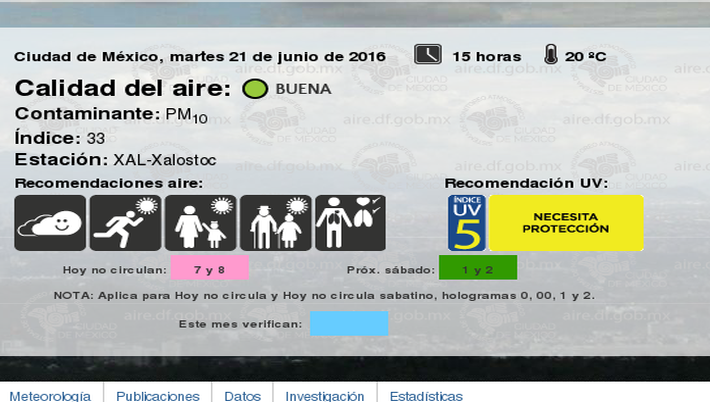 Ciudad de México, martes 21 de junio de 2016 15 horas 20 ºC
Calidad del aire: BUENA
Contaminante: PM10
Índice: 33
Estación: XAL-Xalostoc
Recomendaciones aire: Recomendación UV:
ÍNDICE
UV
5
NECESITA
PROTECCIÓN
Hoy no circulan: 7 y 8 Próx. sábado: 1 y 2
NOTA: Aplica para Hoy no circula y Hoy no circula sabatino, hologramas 0, 00, 1 y 2.
Este mes verifican:
Meteorología Publicaciones Datos Investigación Estadísticas